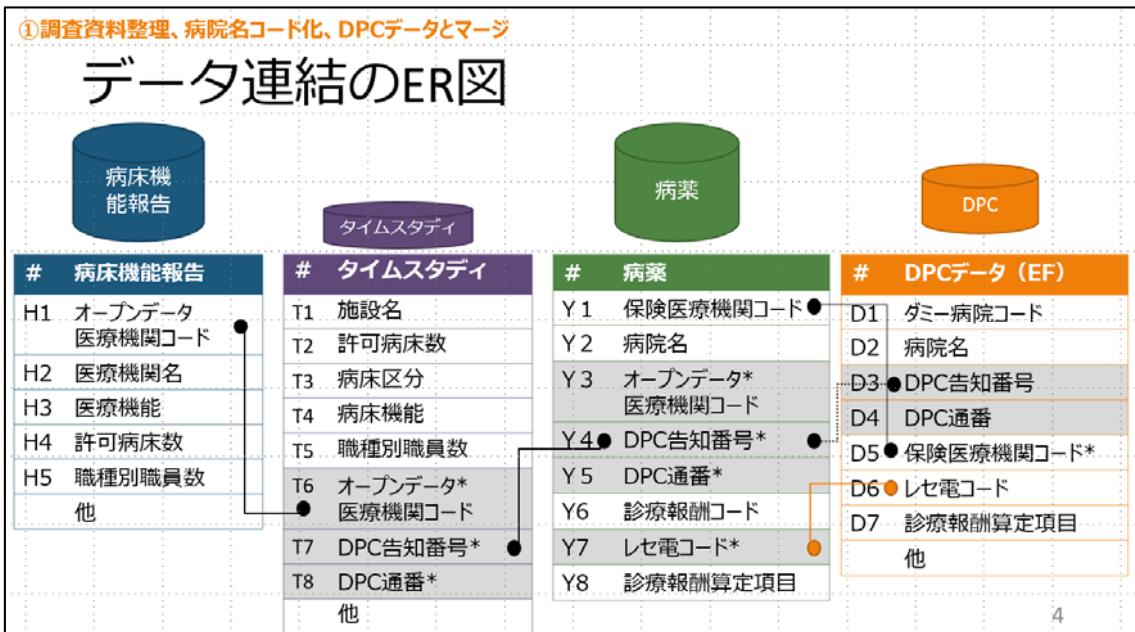 ①調査資料整理、病院名コード化、DPCデータとマージ
データ連結のER図
病床機
能報告
タイムスタディ
病薬
DPC
# 病床機能報告
H1 オープンデータ
医療機関コード
H2 医療機関名
H3 医療機能
H4 許可病床数
H5 職種別職員数
他
# タイムスタディ
T1 施設名
T2 許可病床数
T3 病床区分
T4 病床機能
T5 職種別職員数
T6 オープンデータ*
医療機関コード
T7 DPC告知番号*
T8 DPC通番*
他
# 病薬
Y1 保険医療機関コード
Y2 病院名
Y3 オープンデータ*
医療機関コード
Y4 DPC告知番号*
Y5 DPC通番*
Y6 診療報酬コード
Y7 レセ電コード*
Y8 診療報酬算定項目
# DPCデータ（EF）
D1 ダミー病院コード
D2 病院名
D3 DPC告知番号
D4 DPC通番
D5 保険医療機関コード*
D6 レセ電コード
D7 診療報酬算定項目
他
4